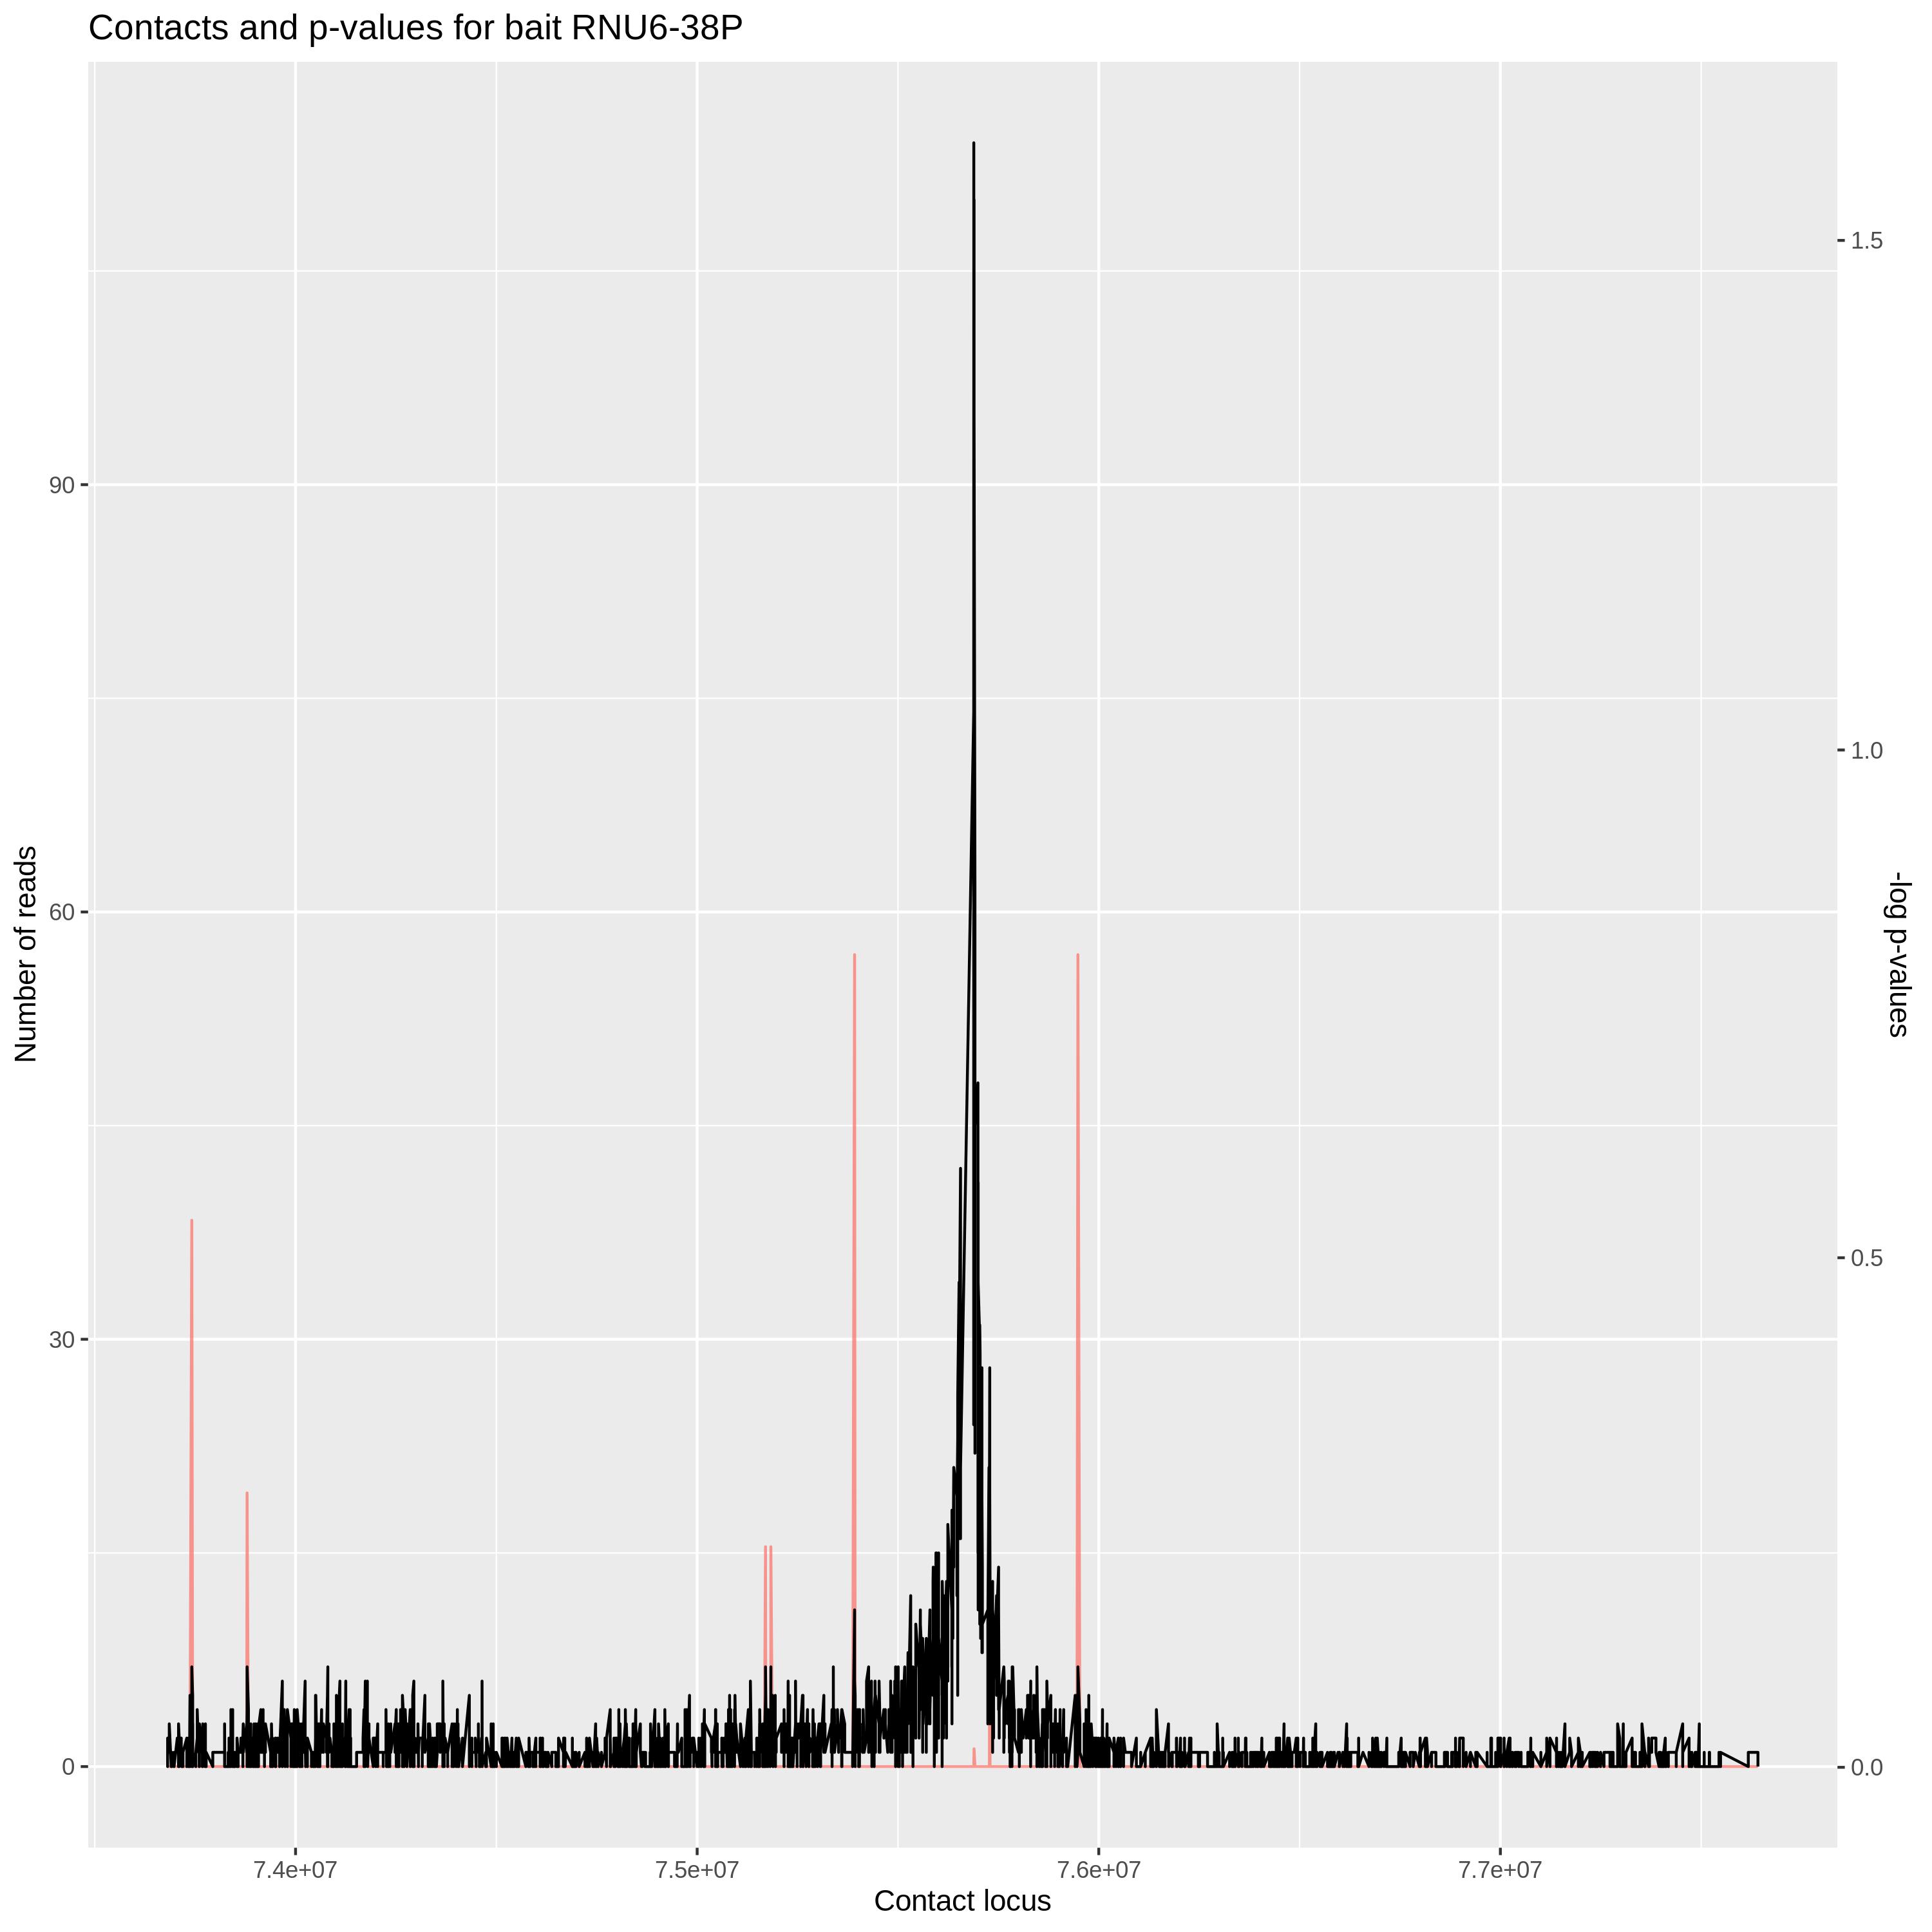 Contacts and p-values for bait RNU6-38P
1.5
90
1.0
60
Number of reads
-log p-values
0.5
30
0
0.0
7.4e+07 7.5e+07 7.6e+07 7.7e+07
Contact locus